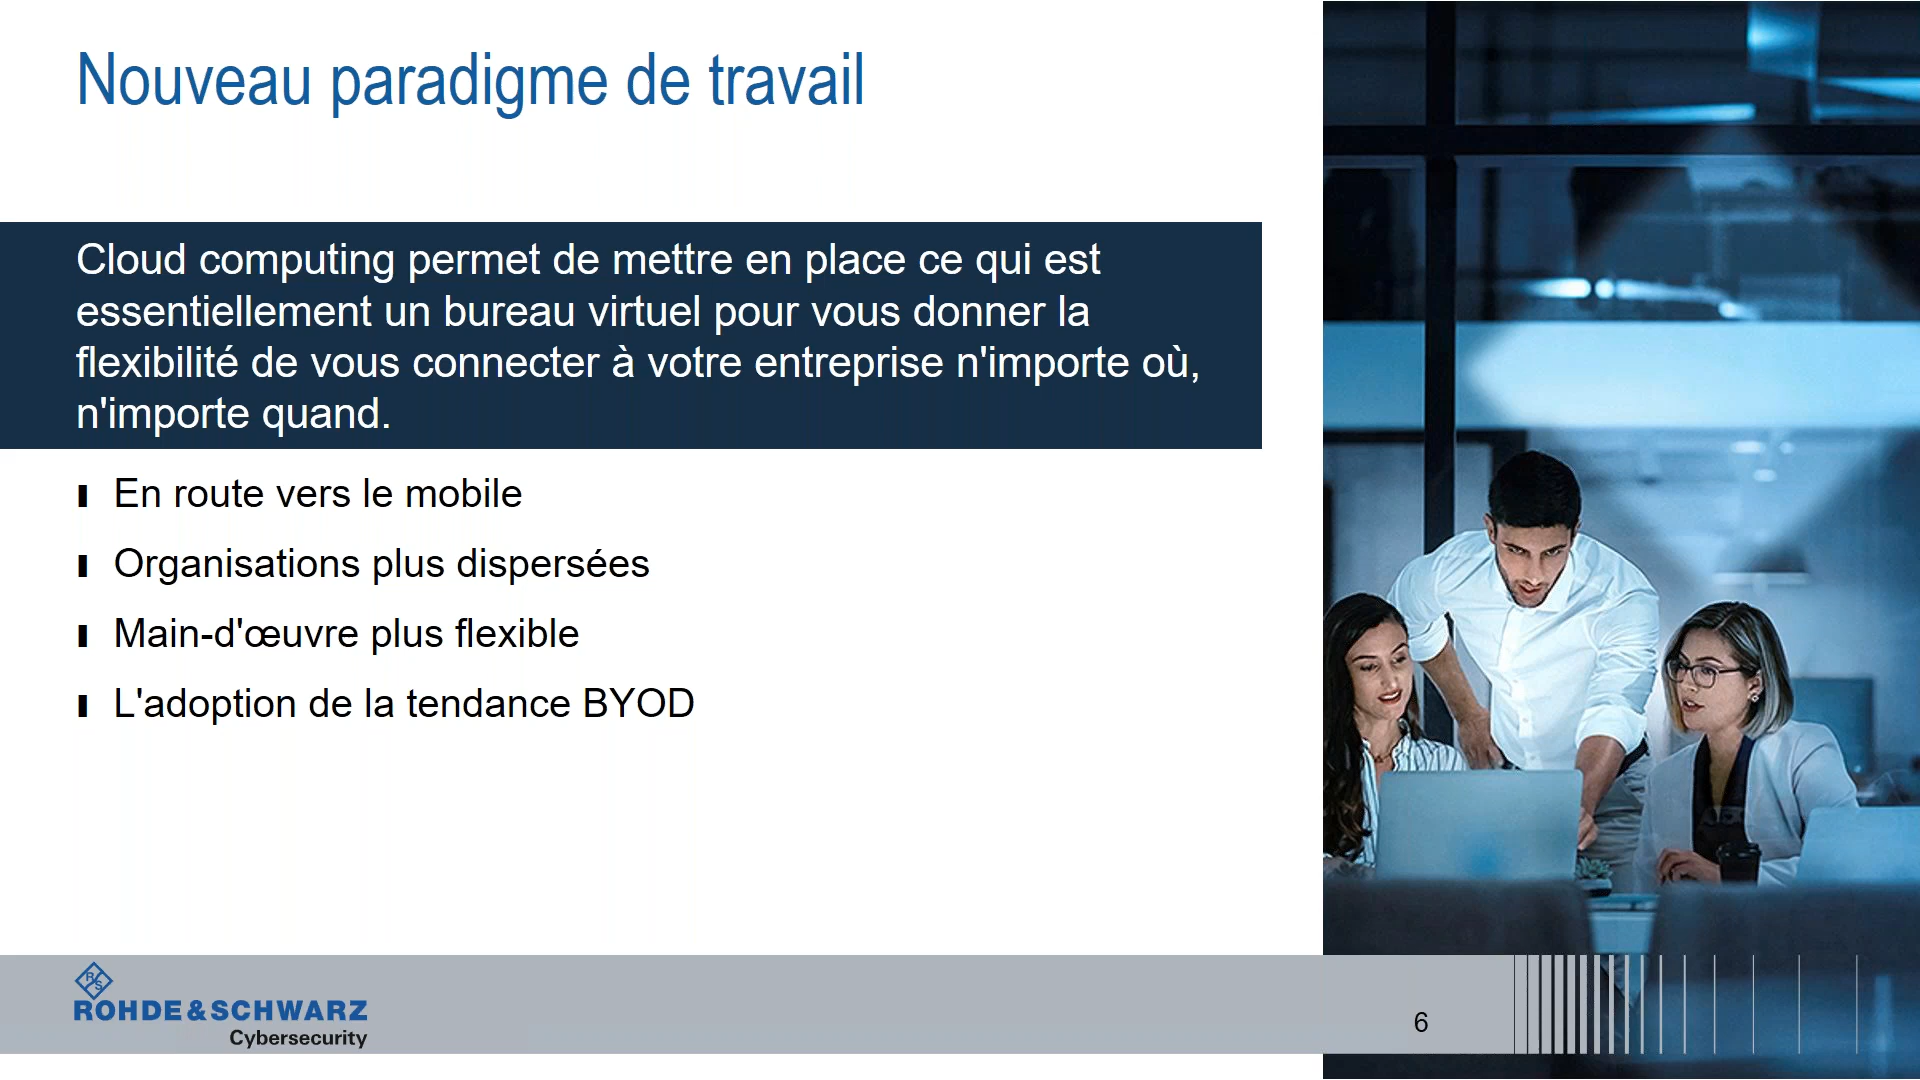 Nouveau paradigme de travail
Cloud computing permet de mettre en place ce qui est
essentiellement un bureau virtuel pour vous donner la
flexibilité de vous connecter à votre entreprise n'importe où,
n'importe quand.
En route vers le mobile
Organisations plus dispersées
Main-d'œuvre plus flexible
L'adoption de la tendance BYOD
R S
ROHDE&SCHWARZ
Cybersecurity
6